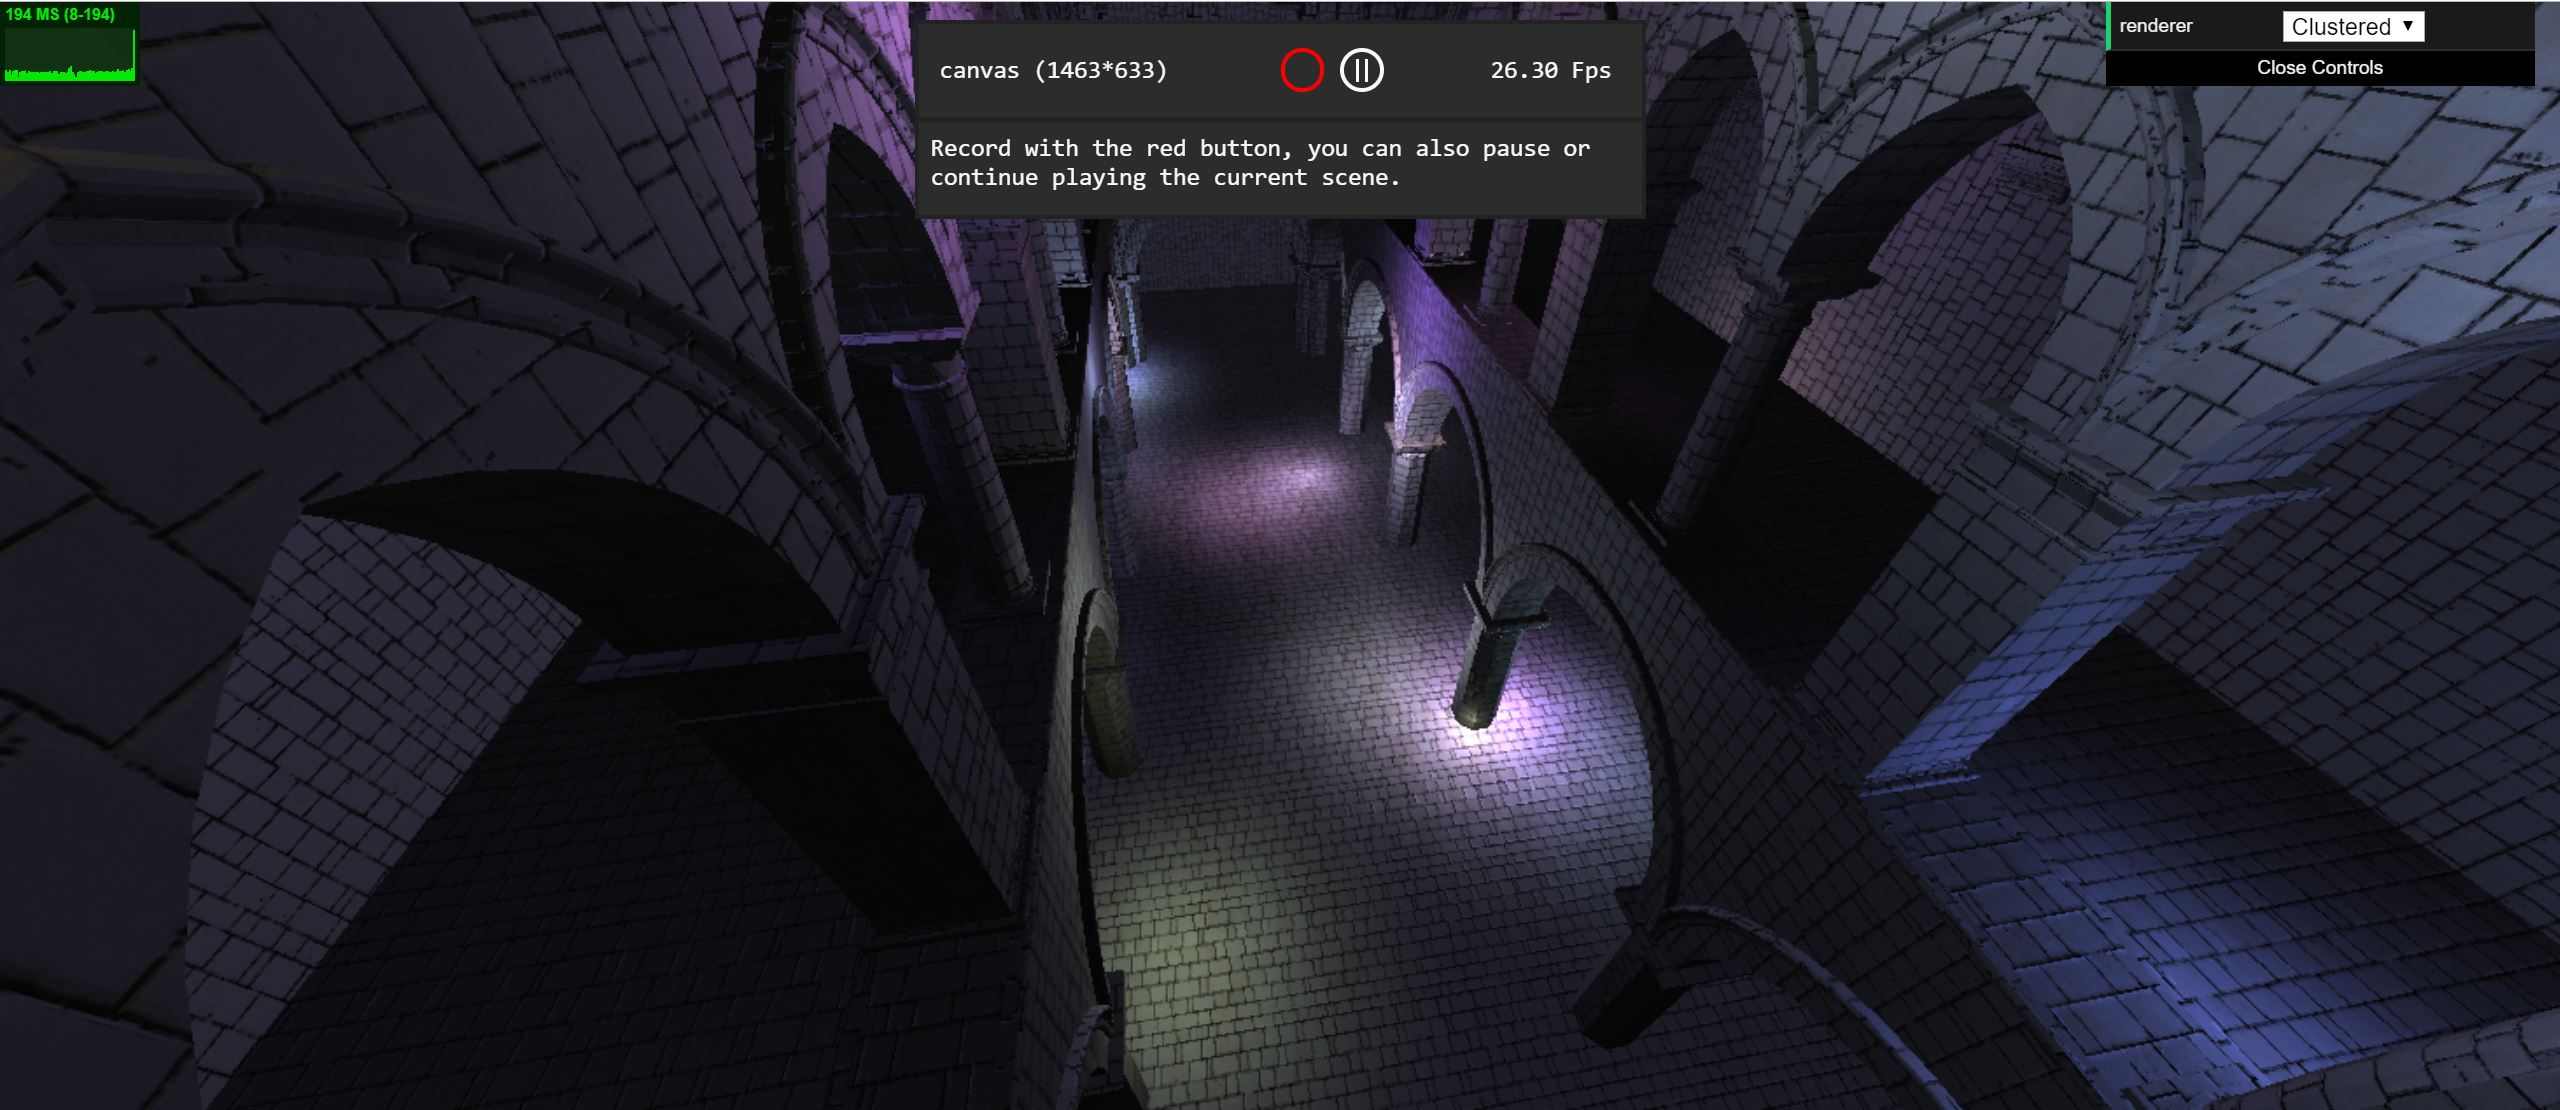 194 MS (8-194)
canvas (1463*633)
26.30 Fps
Record with the red button, you can also pause or
continue playing the current scene.
renderer
Clustered
Close Controls